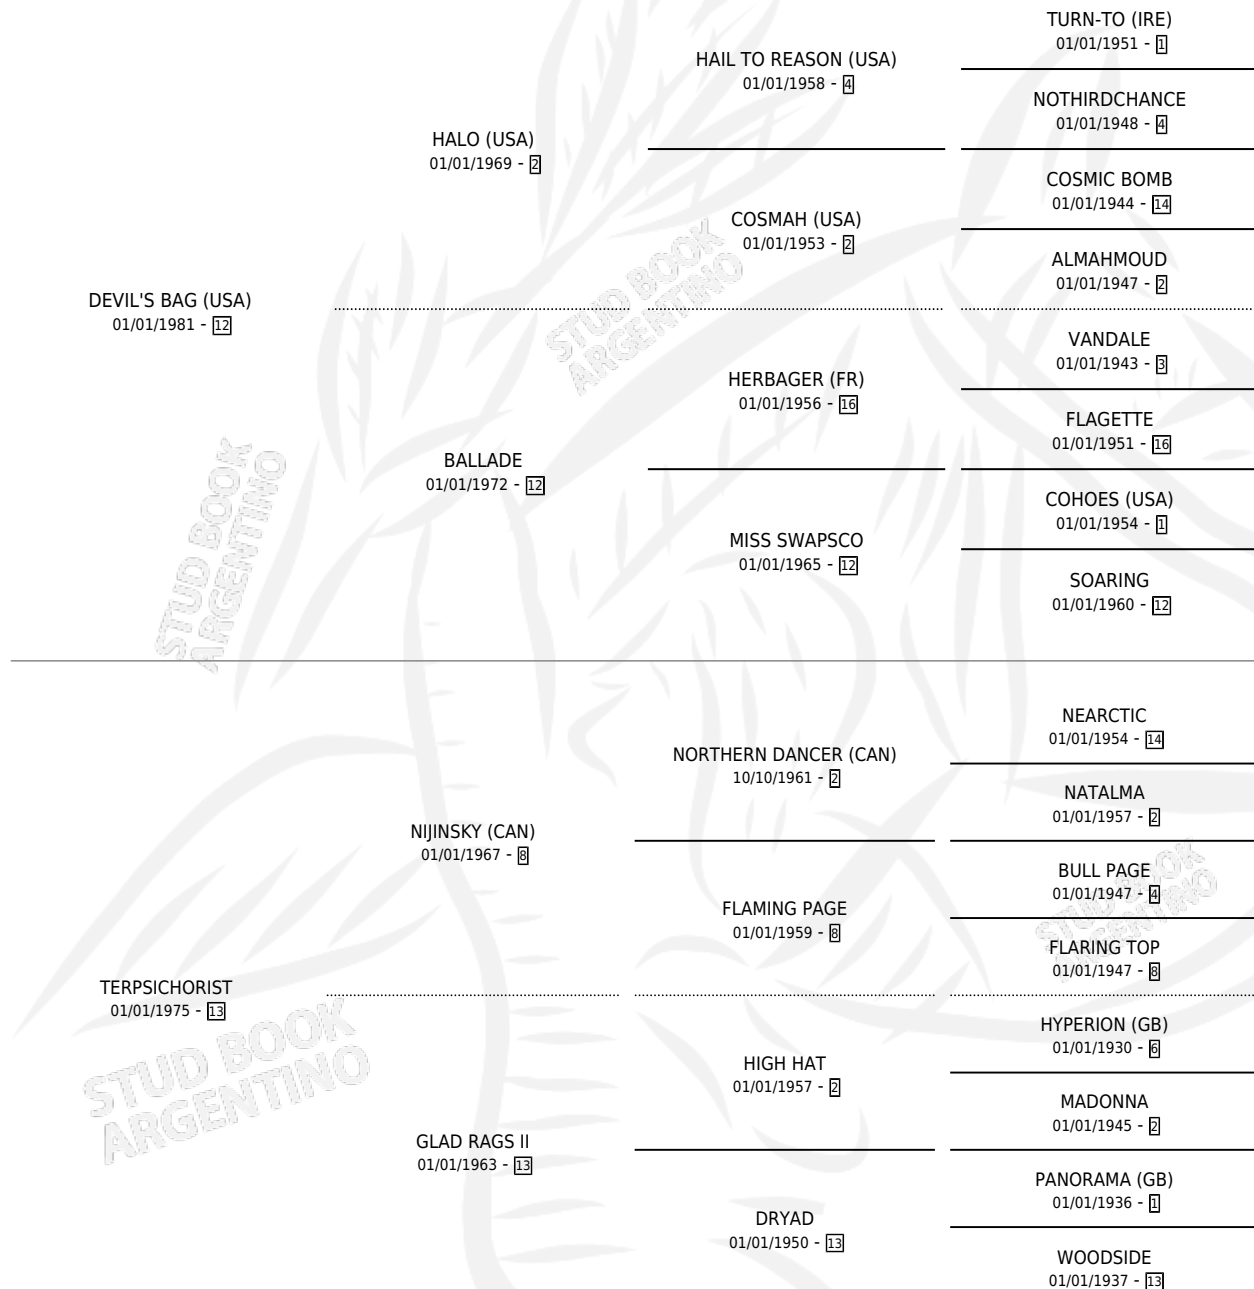 TURN-TO (IRE)
01/01/1951 - 1
HAIL TO REASON (USA)
01/01/1958 - 4
NOTHIRDCHANCE
01/01/1948 - 4
HALO (USA)
01/01/1969 - 2
COSMIC BOMB
01/01/1944 - 14
COSMAH (USA)
01/01/1953 - 2
ALMAHMOUD
01/01/1947 - 2
DEVIL'S BAG (USA)
01/01/1981 - 12
VANDALE
01/01/1943 - 3
HERBAGER (FR)
01/01/1956 - 16
FLAGETTE
01/01/1951 - 16
BALLADE
01/01/1972 - 12
COHOES (USA)
01/01/1954 - 1
MISS SWAPSCO
01/01/1965 - 12
SOARING
01/01/1960 - 12
NEARCTIC
01/01/1954 - 14
NORTHERN DANCER (CAN)
10/10/1961 - 2
NATALMA
01/01/1957 - 2
NIJINSKY (CAN)
01/01/1967 - 8
BULL PAGE
01/01/1947 - 4
FLAMING PAGE
01/01/1959 - 8
FLARING TOP
01/01/1947 - 8
TERPSICHORIST
01/01/1975 - 13
HYPERION (GB)
01/01/1930 - 6
HIGH HAT
01/01/1957 - 2
MADONNA
01/01/1945 - 2
GLAD RAGS II
01/01/1963 - 13
PANORAMA (GB)
01/01/1936 - 1
DRYAD
01/01/1950 - 13
WOODSIDE
01/01/1937 - 13
STUD BOOK
ARGENTINO
STUD BOOK
ARGENTINO
STUD BOOK
ARGENTINO
STUD BOOK
ARGENTINO